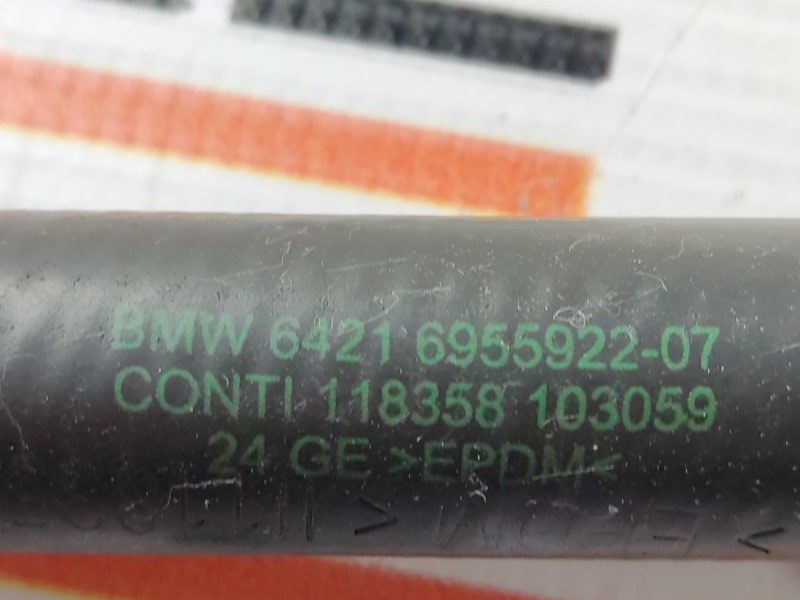 BMW 6421 6955922-07
CONTI 118358 103059
24 GE >EPDM<